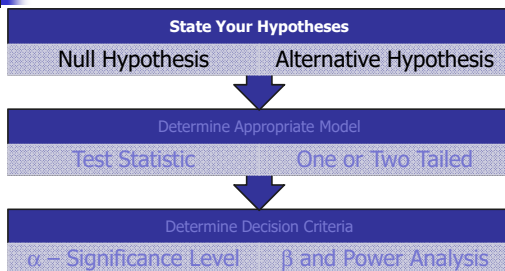 State Your Hypotheses
Null Hypothesis Alternative Hypothesis
Determine Appropriate Model
Test Statistic One or Two Tailed
Determine Decision Criteria
α – Significance Level β and Power Analysis